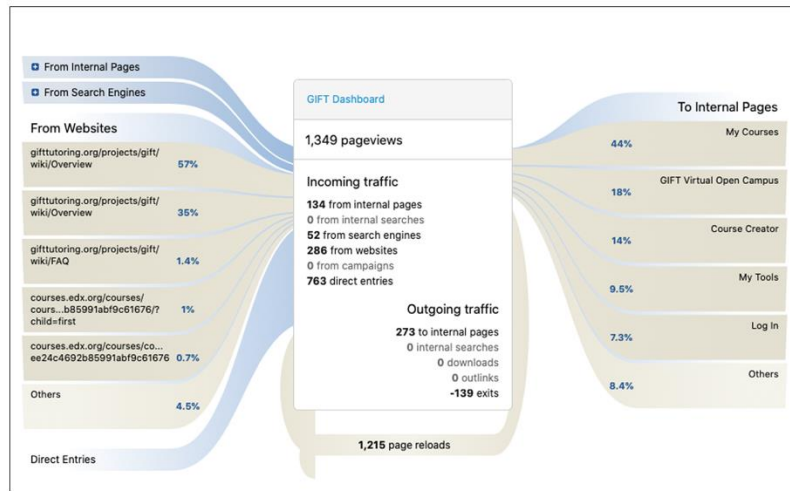 From Internal Pages
From Search Engines
From Websites
gifttutoring.org/projects/gift/
wiki/Overview
57%
gifttutoring.org/projects/gift/
wiki/Overview
35%
gifttutoring.org/projects/gift/
wiki/FAQ
1.4%
courses.edx.org/courses/
cours...b85991abf9c61676/?
child=first
1%
courses.edx.org/courses/co...
ee24c4692b85991abf9c61676
0.7%
Others
4.5%
Direct Entries
GIFT Dashboard
1,349 pageviews
Incoming traffic
134 from internal pages
0 from internal searches
52 from search engines
286 from websites
0 from campaigns
763 direct entries
Outgoing traffic
273 to internal pages
0 internal searches
0 downloads
0 outlinks
-139 exits
1,215 page reloads
To Internal Pages
My Courses
44%
GIFT Virtual Open Campus
18%
Course Creator
14%
My Tools
9.5%
Log In
7.3%
Others
8.4%